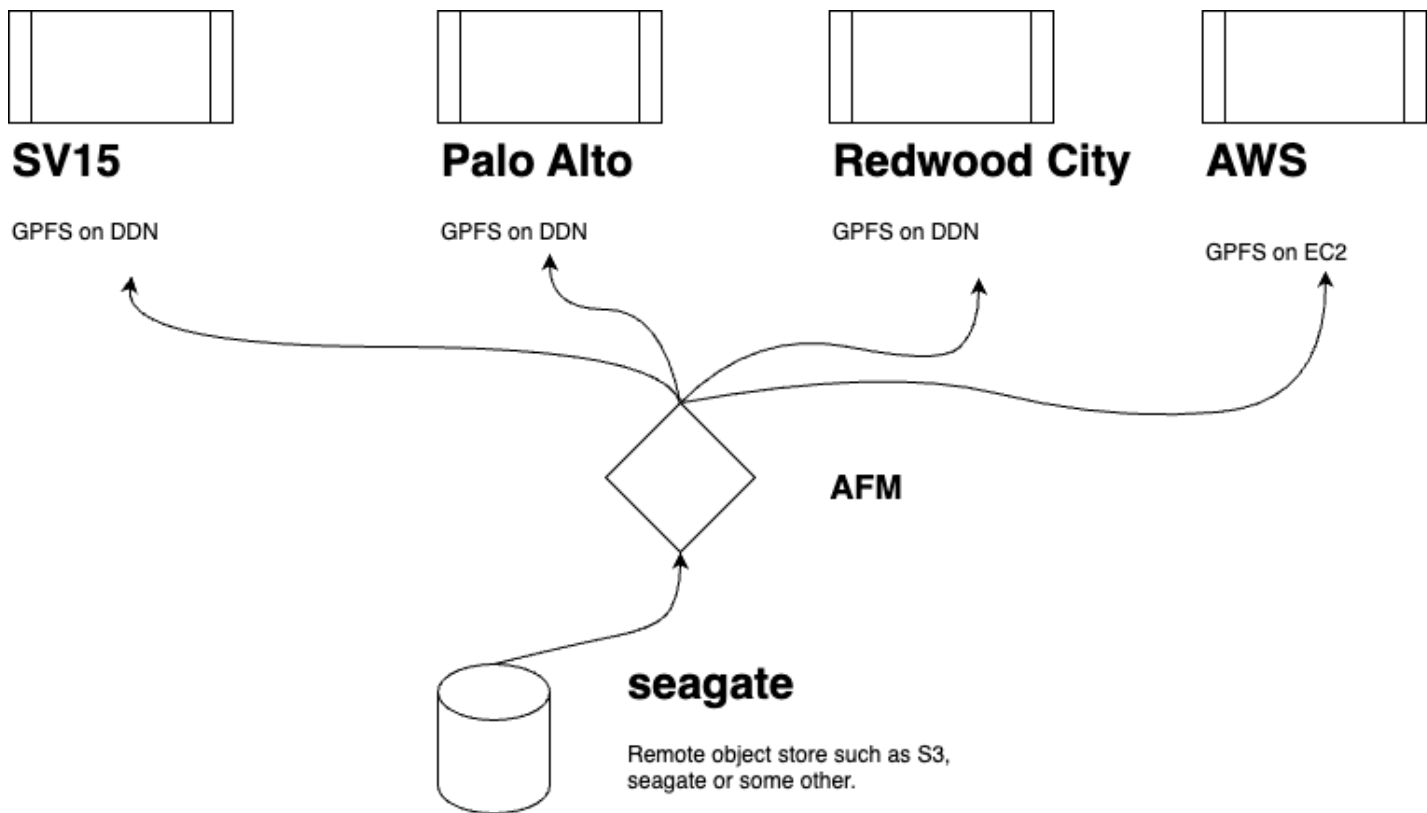 SV15
Palo Alto
Redwood City
AWS
GPFS on DDN
GPFS on DDN
GPFS on DDN
GPFS on EC2
AFM
seagate
Remote object store such as S3,
seagate or some other.